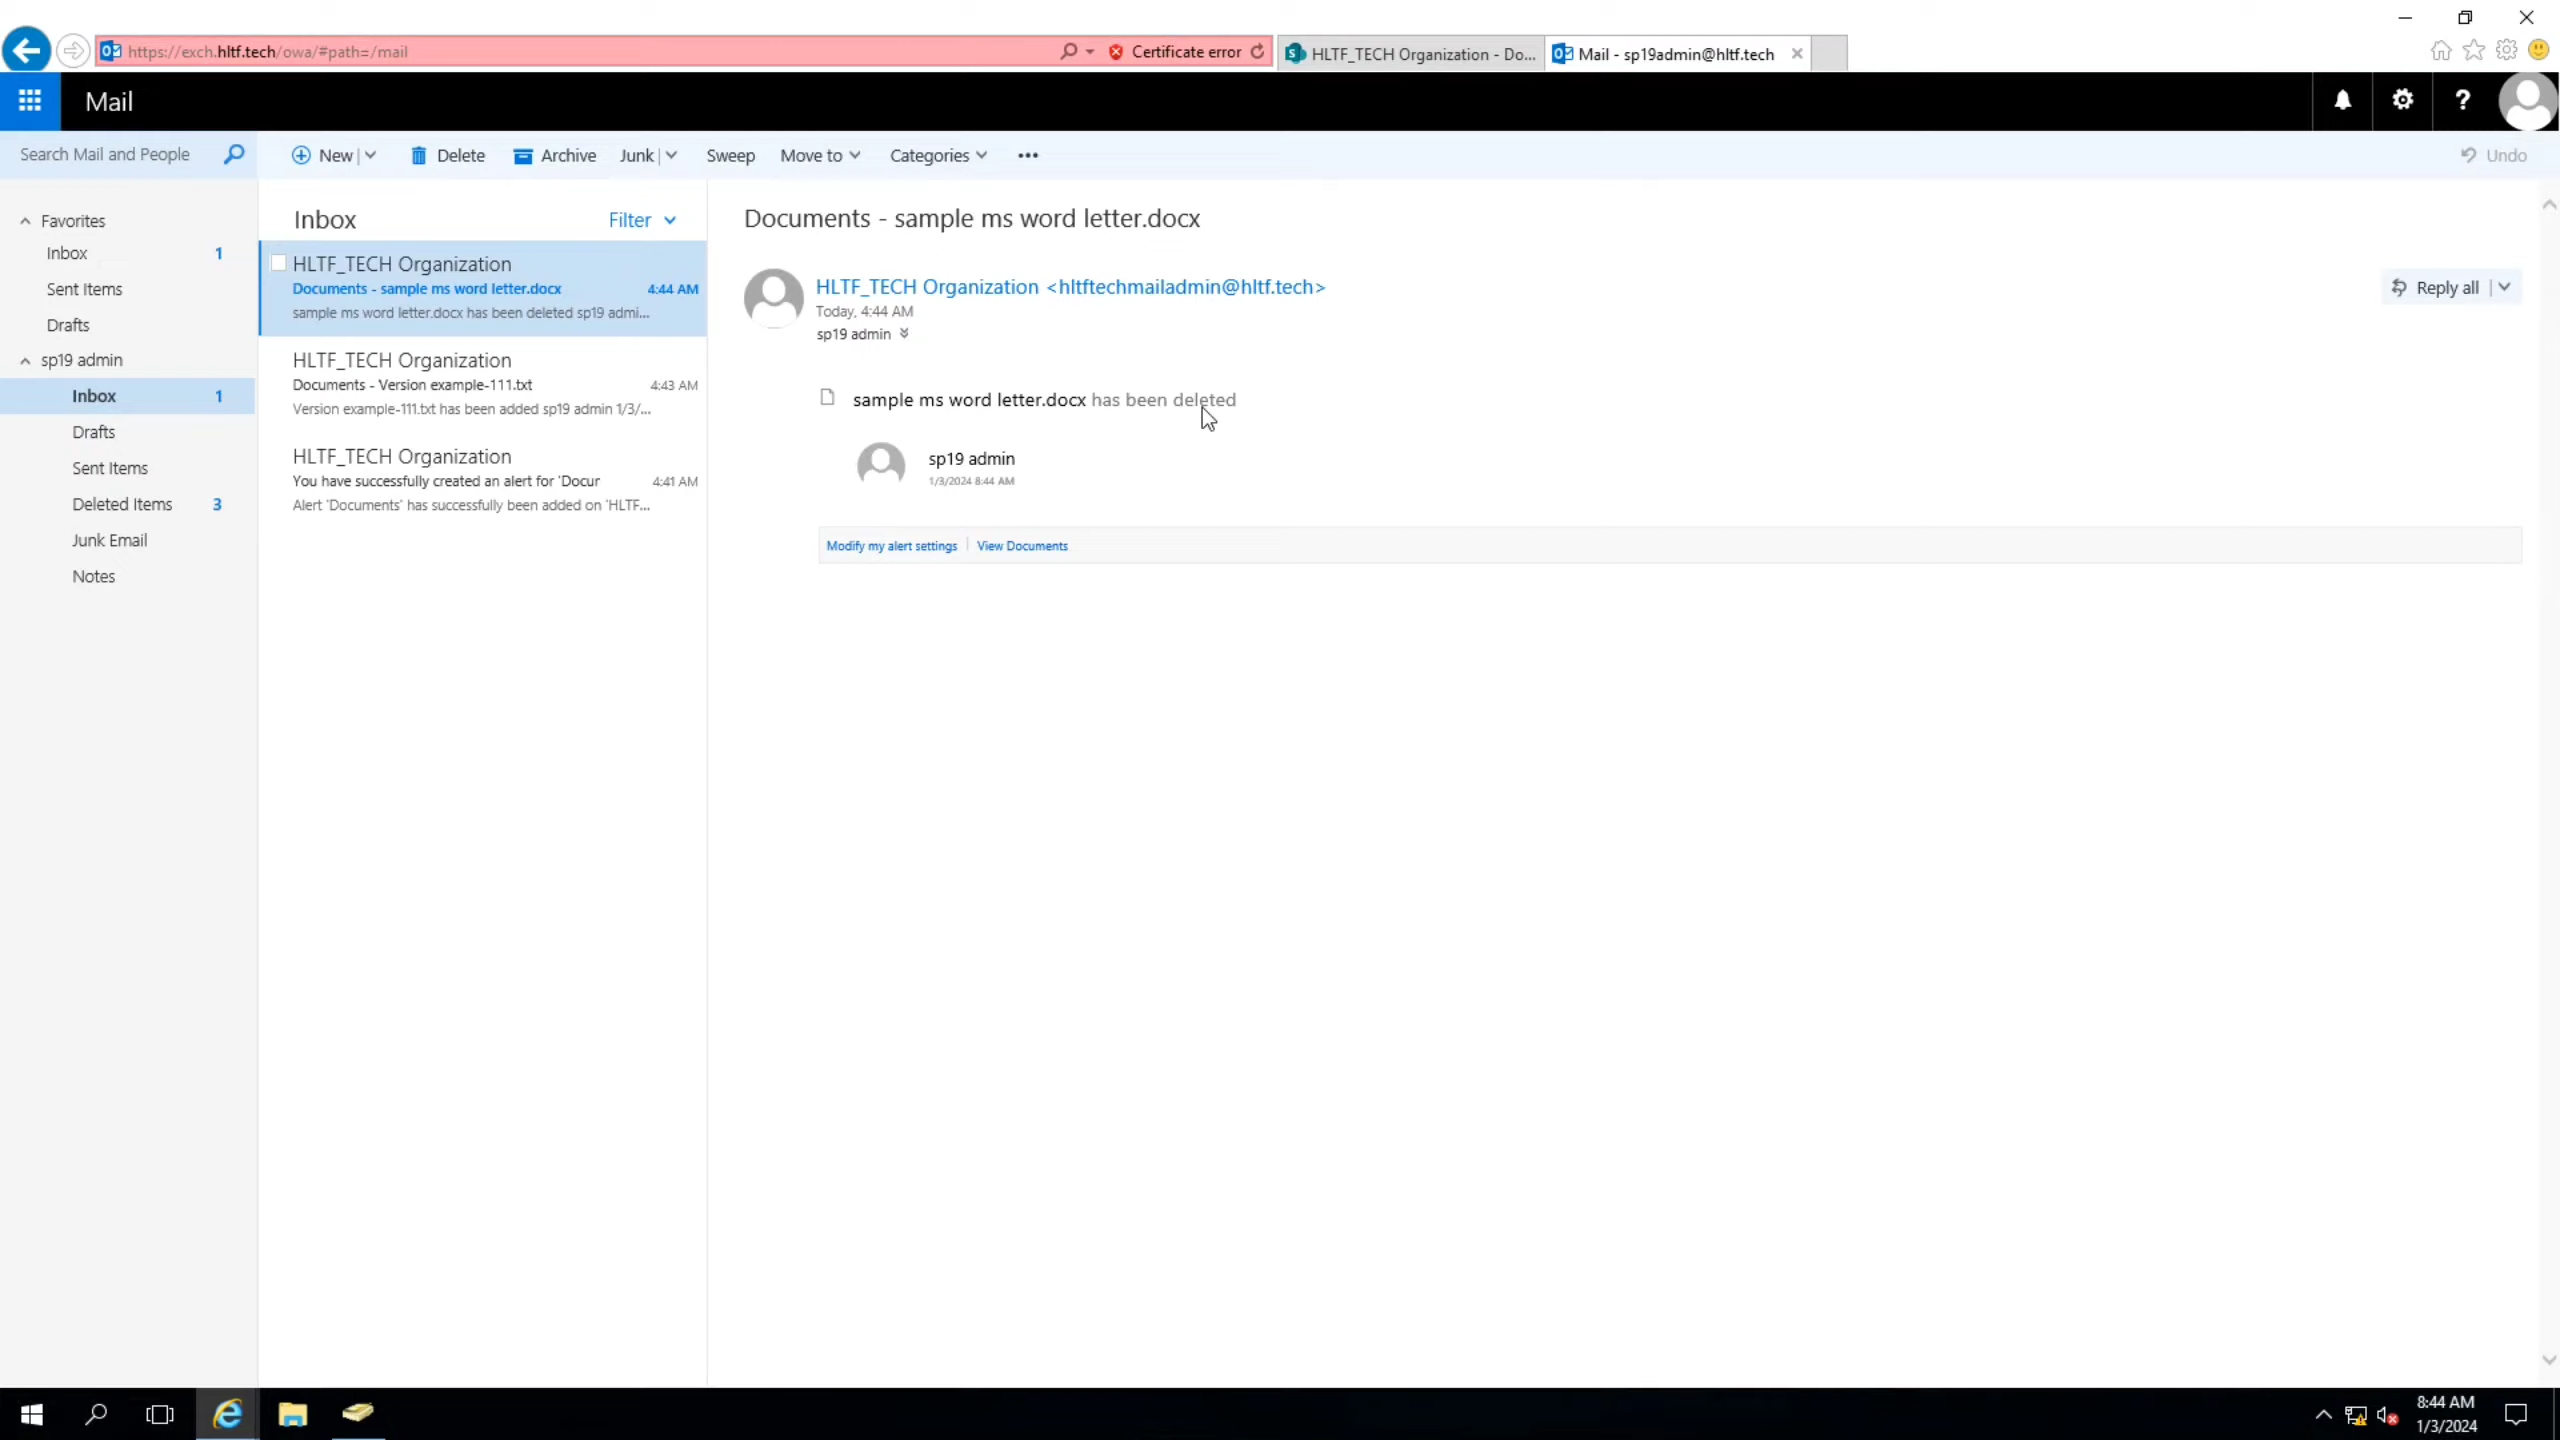 https://exch.hltf.tech/owa/#path=/mail
Certificate error
HLTF_TECH Organization - Do...
Mail - sp19admin@hltf.tech
Mail
Search Mail and People
New
Delete
Archive
Junk
Sweep
Move to
Categories
Undo
Favorites
Inbox 1
Sent Items
Drafts
sp19 admin
Inbox 1
Drafts
Sent Items
Deleted Items 3
Junk Email
Notes
Inbox
Filter
HLTF_TECH Organization
Documents - sample ms word letter.docx 4:44 AM
sample ms word letter.docx has been deleted sp19 admi...
HLTF_TECH Organization
Documents - Version example-111.txt 4:43 AM
Version example-111.txt has been added sp19 admin 1/3/...
HLTF_TECH Organization
You have successfully created an alert for 'Docur 4:41 AM
Alert 'Documents' has successfully been added on 'HLTF...
Documents - sample ms word letter.docx
HLTF_TECH Organization <hltftechmailadmin@hltf.tech>
Today, 4:44 AM
sp19 admin
Reply all
sample ms word letter.docx has been deleted
sp19 admin
1/3/2024 8:44 AM
Modify my alert settings | View Documents
8:44 AM
1/3/2024